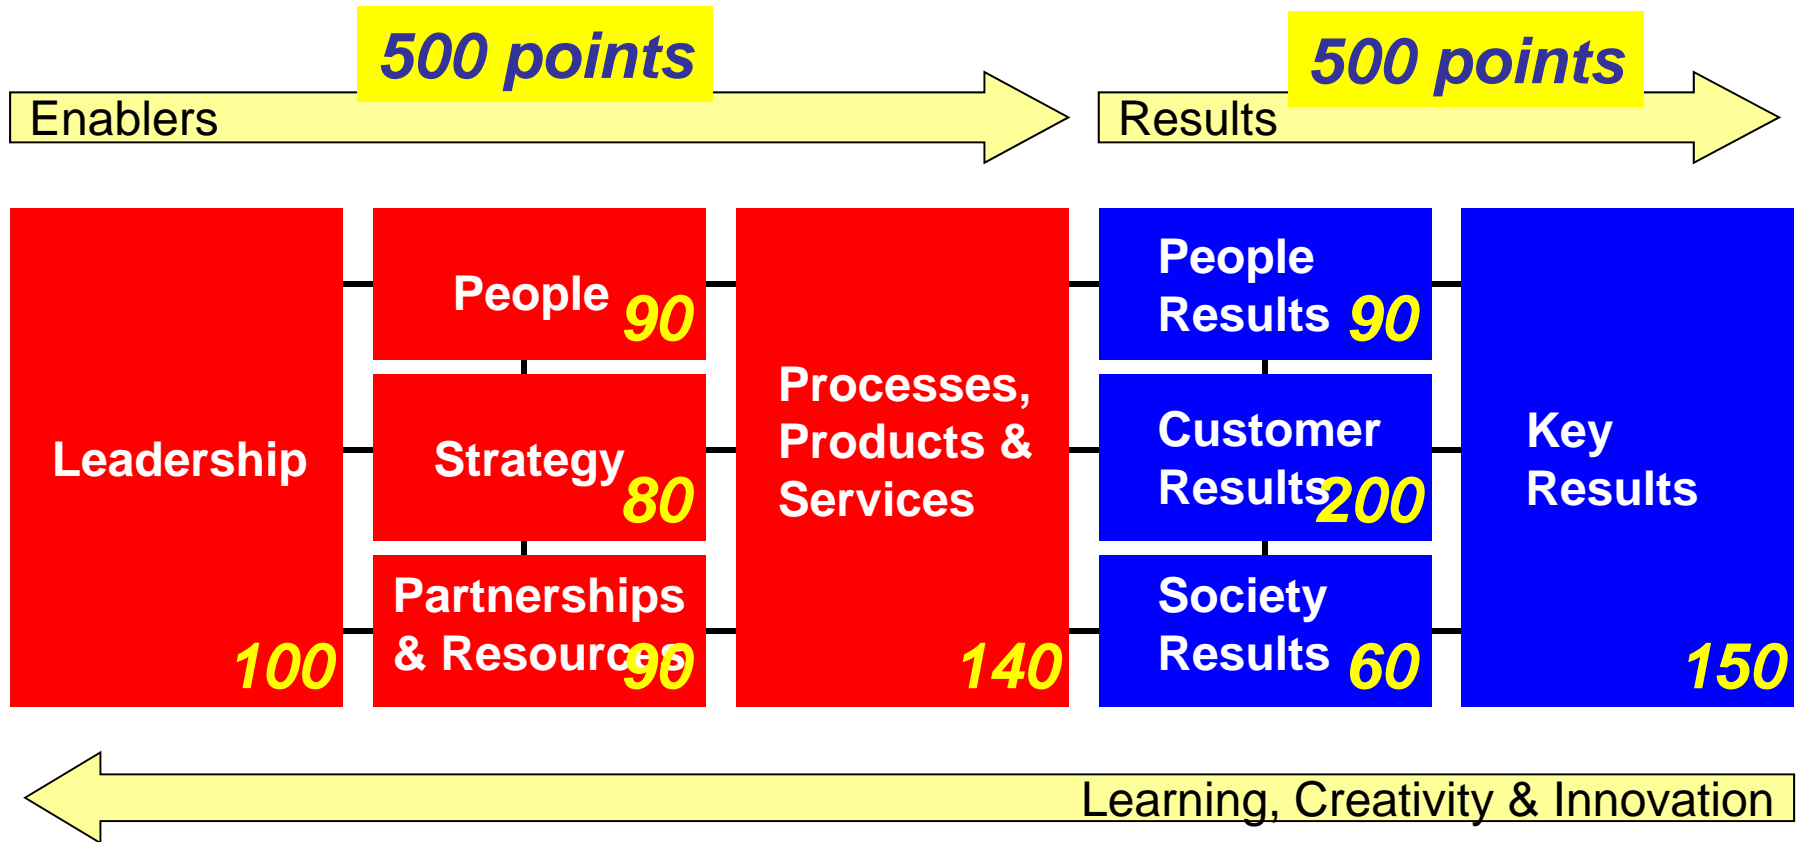 500 points
500 points
Enablers
Results
Leadership
100
People
90
Strategy
80
Partnerships
& Resources
90
Processes,
Products &
Services
140
People
Results
90
Customer
Results
200
Society
Results
60
Key
Results
150
Learning, Creativity & Innovation